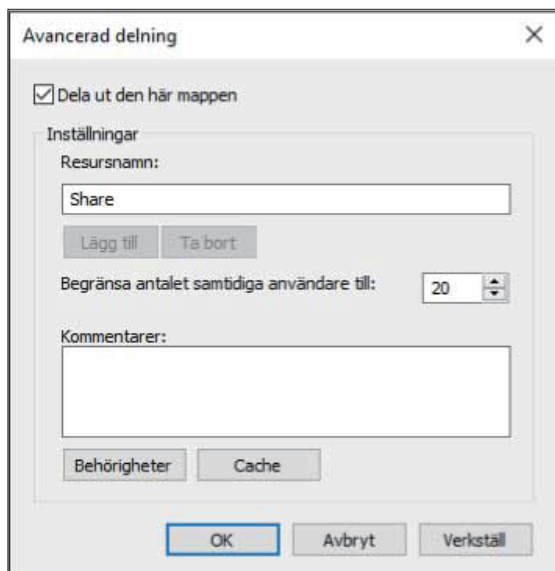 Avancerad delning
Dela ut den här mappen
Inställningar
Resursnamn:
Share
Lägg till Ta bort
Begränsa antalet samtidiga användare till: 20
Kommentarer:
Behörigheter Cache
OK Avbryt Verkställ